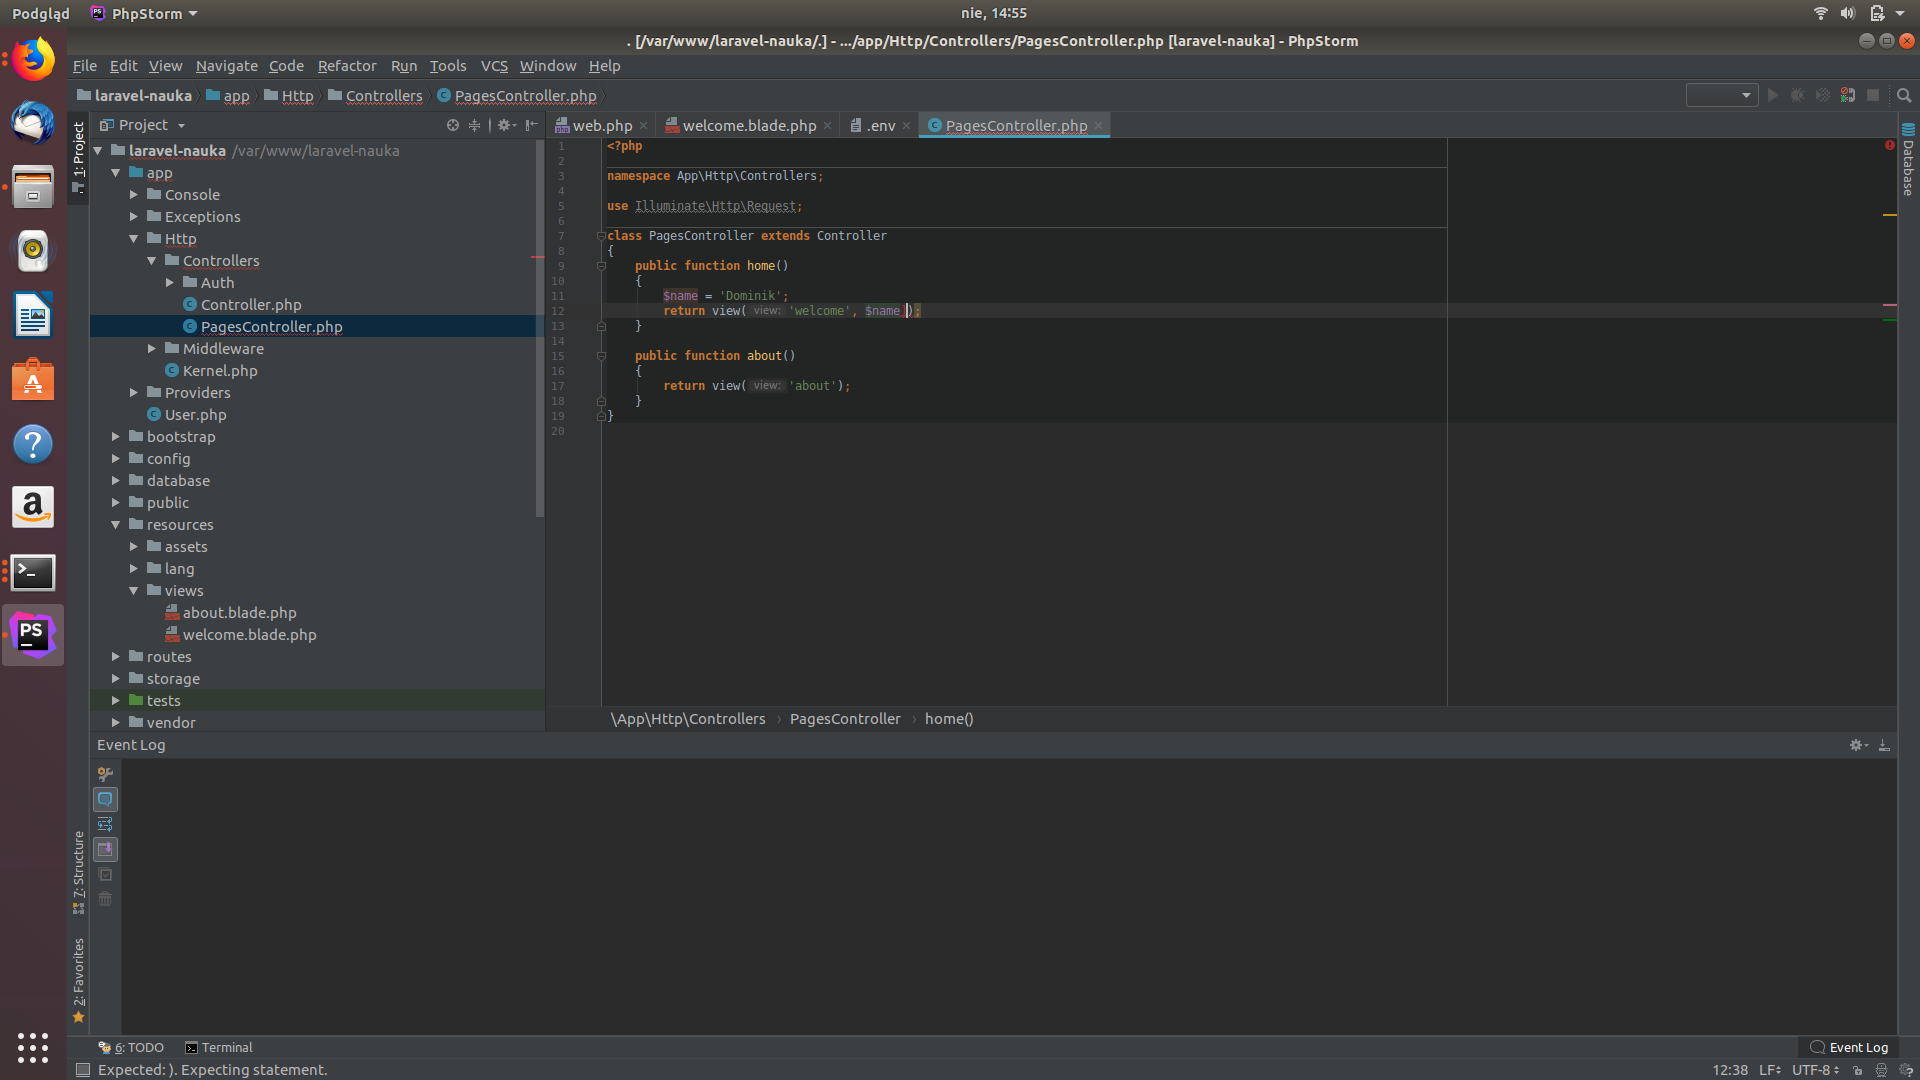 Podgląd PhpStorm nie, 14:55
. [/var/www/laravel-nauka/.] - .../app/Http/Controllers/PagesController.php [laravel-nauka] - PhpStorm
File Edit View Navigate Code Refactor Run Tools VCS Window Help
laravel-nauka app Http Controllers PagesController.php
Project
web.php welcome.blade.php .env PagesController.php
1: Project
Database
laravel-nauka /var/www/laravel-nauka
app
Console
Exceptions
Http
Controllers
Auth
Controller.php
PagesController.php
Middleware
Kernel.php
Providers
User.php
bootstrap
config
database
public
resources
assets
lang
views
about.blade.php
welcome.blade.php
routes
storage
tests
vendor
1 <?php
2
3 namespace App\Http\Controllers;
4
5 use Illuminate\Http\Request;
6
7 class PagesController extends Controller
8 {
9 public function home()
10 {
11 $name = 'Dominik';
12 return view( view: 'welcome', $name]);
13 }
14
15 public function about()
16 {
17 return view( view: 'about');
18 }
19 }
20
\App\Http\Controllers › PagesController › home()
Event Log
7: Structure
2: Favorites
6: TODO Terminal Event Log
Expected: ). Expecting statement. 12:38 LF UTF-8